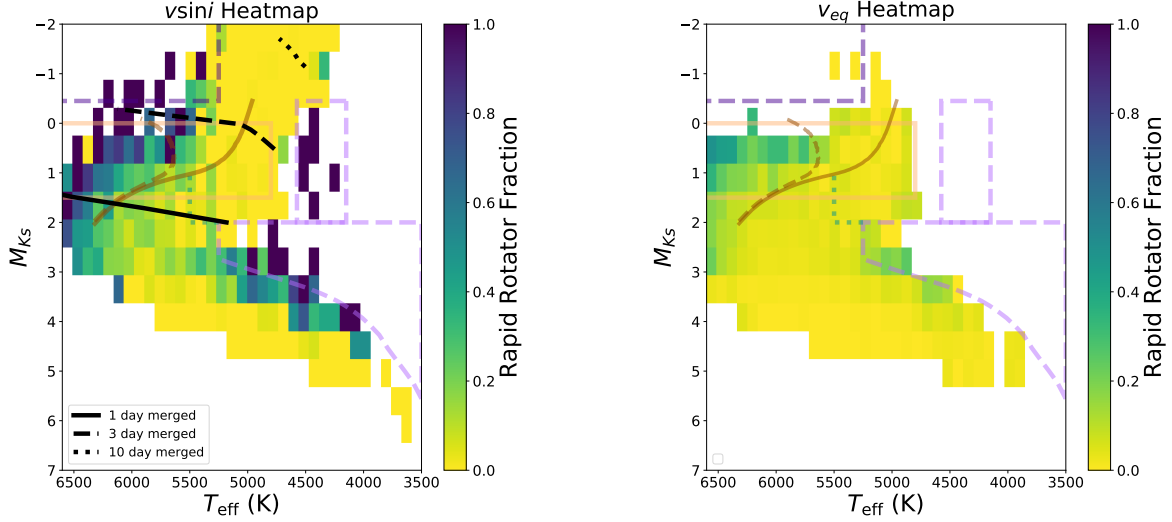 vsini Heatmap
−2
−1
0
1
2
3
4
5
6
7
M_Ks
6500 6000 5500 5000 4500 4000 3500
T_eff (K)
1 day merged
3 day merged
10 day merged
1.0
0.8
0.6
0.4
0.2
0.0
Rapid Rotator Fraction
v_eq Heatmap
−2
−1
0
1
2
3
4
5
6
7
M_Ks
6500 6000 5500 5000 4500 4000 3500
T_eff (K)
1.0
0.8
0.6
0.4
0.2
0.0
Rapid Rotator Fraction